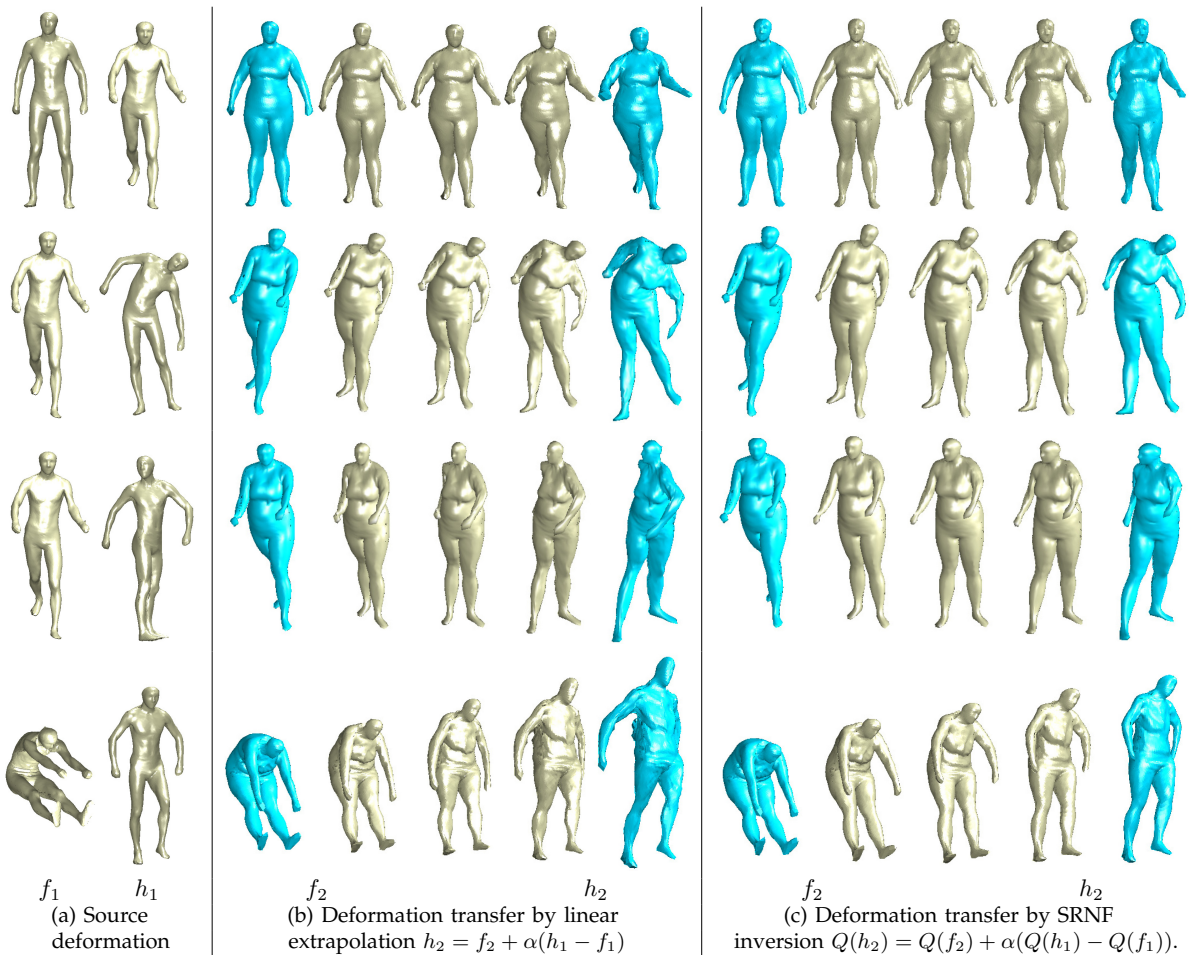 f₁ h₁ f₂ h₂ f₂ h₂
(a) Source
deformation
(b) Deformation transfer by linear
extrapolation h₂ = f₂ + α(h₁ − f₁)
(c) Deformation transfer by SRNF
inversion Q(h₂) = Q(f₂) + α(Q(h₁) − Q(f₁)).